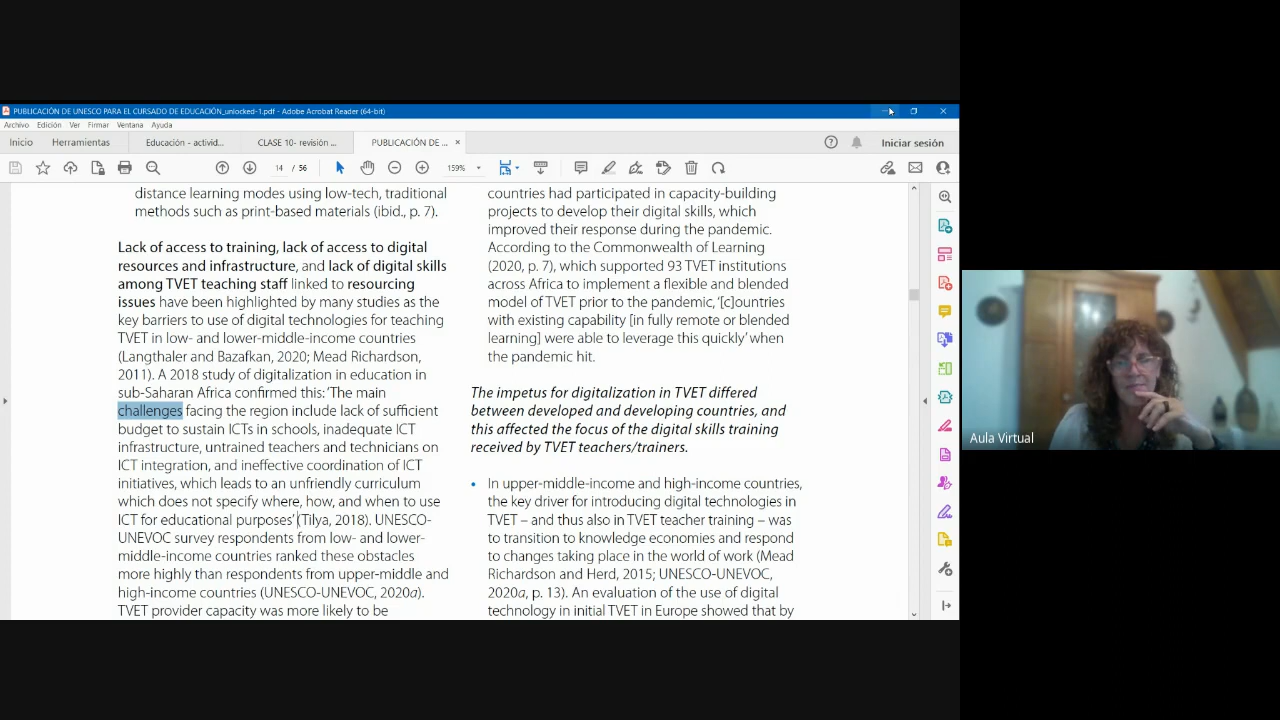 PUBLICACIÓN DE UNESCO PARA EL CURSADO DE EDUCACIÓN_unlocked-1.pdf - Adobe Acrobat Reader (64-bit)
Archivo Edición Ver Firmar Ventana Ayuda
Inicio Herramientas Educación - activid... CLASE 10- revisión ... PUBLICACIÓN DE ... × Iniciar sesión
14 / 56 159%
distance learning modes using low-tech, traditional
methods such as print-based materials (ibid., p. 7).
Lack of access to training, lack of access to digital
resources and infrastructure, and lack of digital skills
among TVET teaching staff linked to resourcing
issues have been highlighted by many studies as the
key barriers to use of digital technologies for teaching
TVET in low- and lower-middle-income countries
(Langthaler and Bazafkan, 2020; Mead Richardson,
2011). A 2018 study of digitalization in education in
sub-Saharan Africa confirmed this: ‘The main
challenges facing the region include lack of sufficient
budget to sustain ICTs in schools, inadequate ICT
infrastructure, untrained teachers and technicians on
ICT integration, and ineffective coordination of ICT
initiatives, which leads to an unfriendly curriculum
which does not specify where, how, and when to use
ICT for educational purposes’ (Tilya, 2018). UNESCO-
UNEVOC survey respondents from low- and lower-
middle-income countries ranked these obstacles
more highly than respondents from upper-middle and
high-income countries (UNESCO-UNEVOC, 2020a).
TVET provider capacity was more likely to be
countries had participated in capacity-building
projects to develop their digital skills, which
improved their response during the pandemic.
According to the Commonwealth of Learning
(2020, p. 7), which supported 93 TVET institutions
across Africa to implement a flexible and blended
model of TVET prior to the pandemic, ‘[c]ountries
with existing capability [in fully remote or blended
learning] were able to leverage this quickly’ when
the pandemic hit.
The impetus for digitalization in TVET differed
between developed and developing countries, and
this affected the focus of the digital skills training
received by TVET teachers/trainers.
• In upper-middle-income and high-income countries,
the key driver for introducing digital technologies in
TVET – and thus also in TVET teacher training – was
to transition to knowledge economies and respond
to changes taking place in the world of work (Mead
Richardson and Herd, 2015; UNESCO-UNEVOC,
2020a, p. 13). An evaluation of the use of digital
technology in initial TVET in Europe showed that by
Aula Virtual